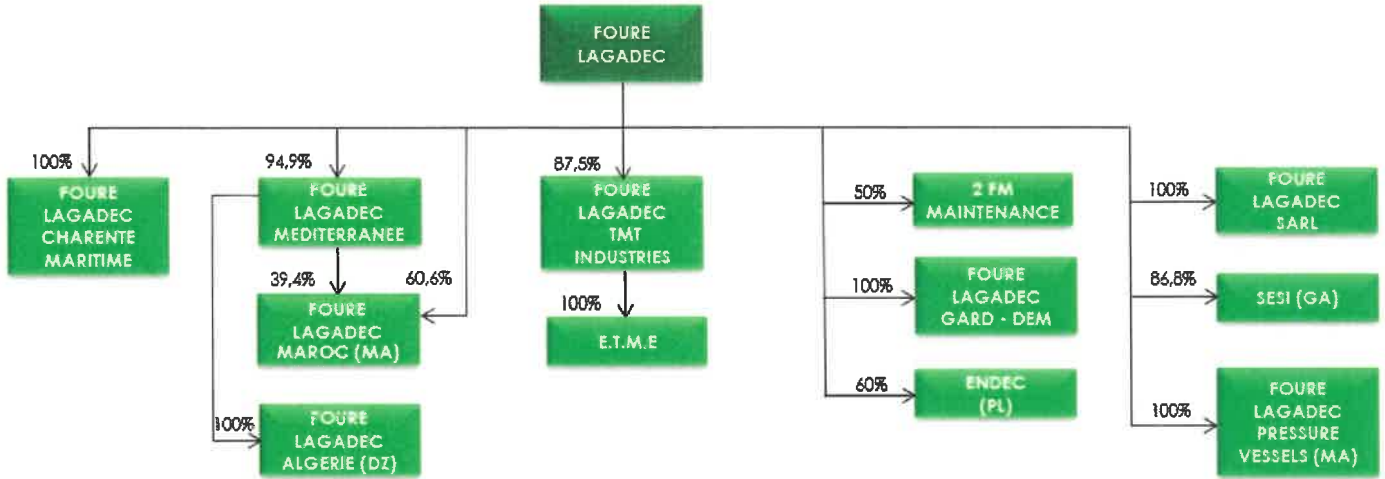 FOURE
LAGADEC
100%
FOURE
LAGADEC
CHARENTE
MARITIME
94,9%
FOURE
LAGADEC
MEDITERRANEE
39,4%
60,6%
FOURE
LAGADEC
MAROC (MA)
100%
FOURE
LAGADEC
ALGERIE (DZ)
87,5%
FOURE
LAGADEC
TMT
INDUSTRIES
100%
E.T.M.E
50%
2 FM
MAINTENANCE
100%
FOURE
LAGADEC
GARD - DEM
60%
ENDEC
(PL)
100%
FOURE
LAGADEC
SARL
86,8%
SESI (GA)
100%
FOURE
LAGADEC
PRESSURE
VESSELS (MA)